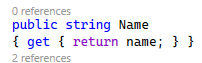 0 references
public string Name
{ get { return name; } }
2 references